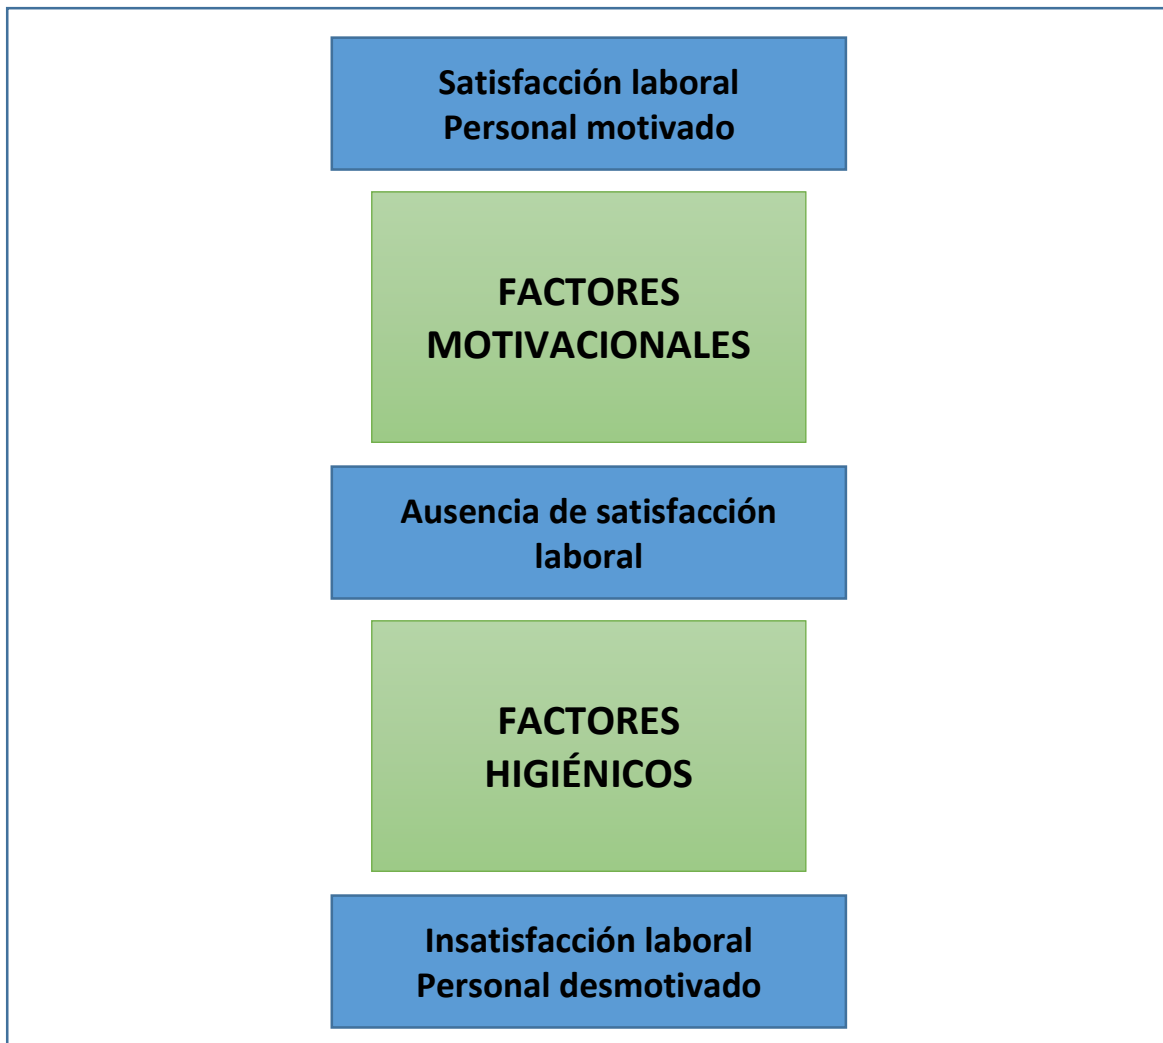 Satisfacción laboral
Personal motivado
FACTORES
MOTIVACIONALES
Ausencia de satisfacción
laboral
FACTORES
HIGIÉNICOS
Insatisfacción laboral
Personal desmotivado